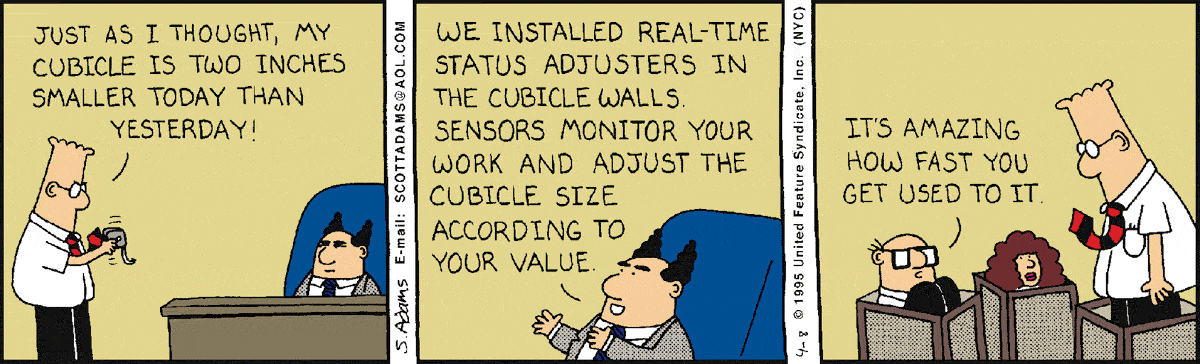 JUST AS I THOUGHT, MY
CUBICLE IS TWO INCHES
SMALLER TODAY THAN
YESTERDAY!
S. Adams E-mail: SCOTTADAMS@AOL.COM
WE INSTALLED REAL-TIME
STATUS ADJUSTERS IN
THE CUBICLE WALLS.
SENSORS MONITOR YOUR
WORK AND ADJUST THE
CUBICLE SIZE
ACCORDING TO
YOUR VALUE.
4-8 © 1995 United Feature Syndicate, Inc. (NYC)
IT'S AMAZING
HOW FAST YOU
GET USED TO IT.